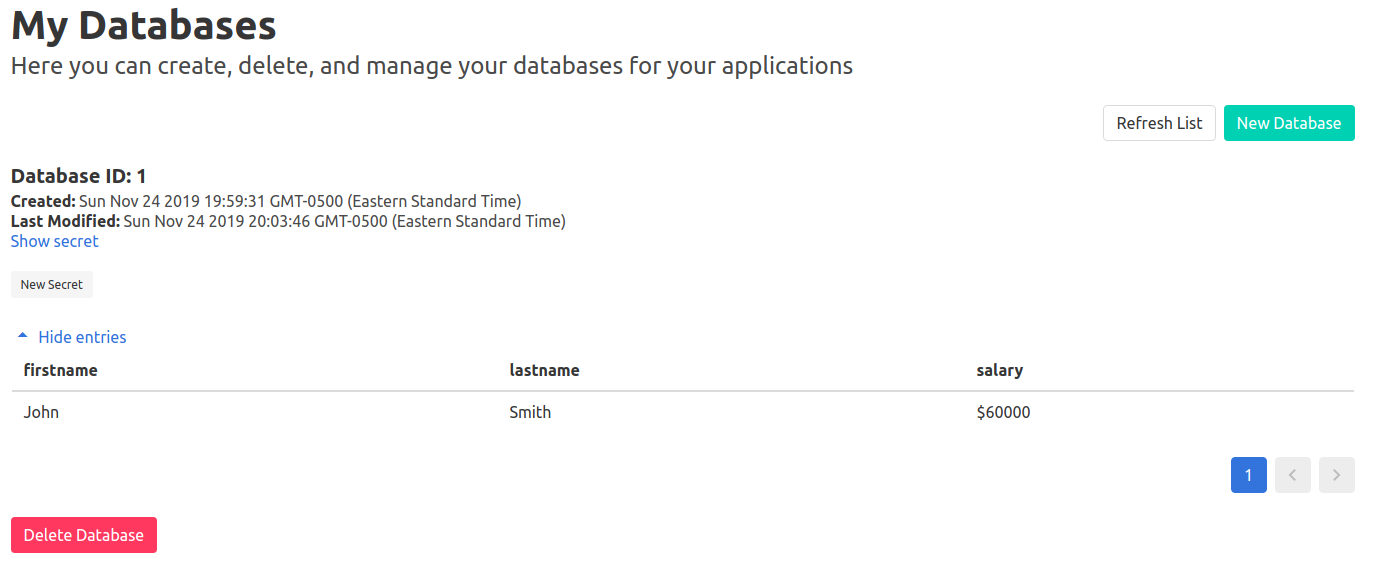 My Databases
Here you can create, delete, and manage your databases for your applications
Refresh List New Database
Database ID: 1
Created: Sun Nov 24 2019 19:59:31 GMT-0500 (Eastern Standard Time)
Last Modified: Sun Nov 24 2019 20:03:46 GMT-0500 (Eastern Standard Time)
Show secret
New Secret
Hide entries
firstname lastname salary
John Smith $60000
1
Delete Database